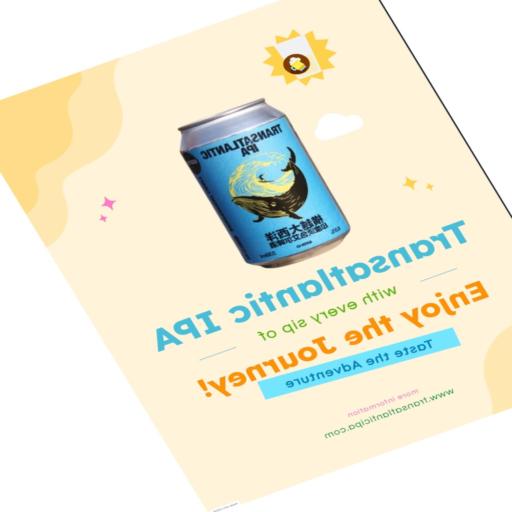 TRANSATLANTIC
IPA
Transatlantic IPA
with every sip of
Enjoy the Journey!
Taste the Adventure
more information
www.transatlanticipa.com